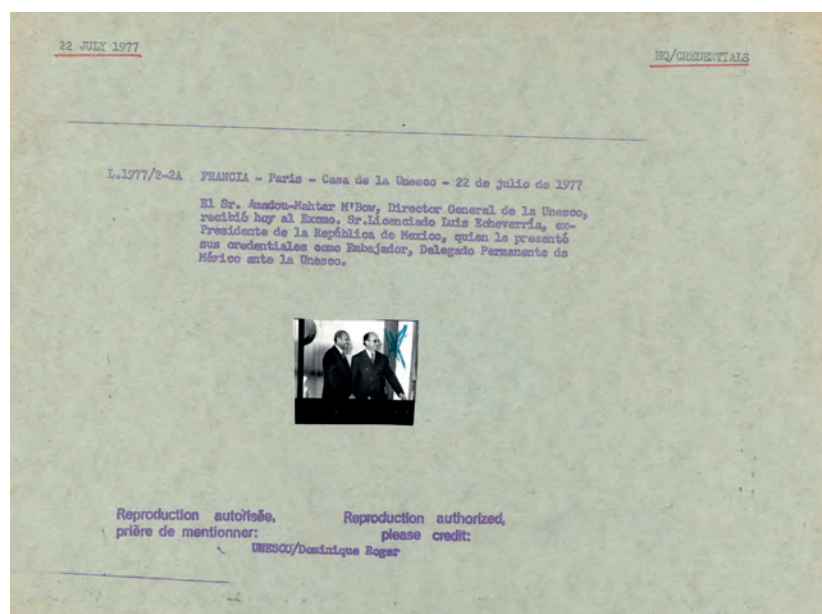 22 JULY 1977
HQ/CREDENTIALS
L.1977/2-2A FRANCIA - Paris - Casa de la Unesco - 22 de julio de 1977
El Sr. Amadou-Mahtar M'Bow, Director General de la Unesco,
recibió hoy al Excmo. Sr.Licenciado Luis Echeverría, ex-
Presidente de la República de Mexico, quien le presentó
sus credentiales como Embajador, Delegado Permanente de
México ante la Unesco.
Reproduction autorisée,
prière de mentionner:
Reproduction authorized,
please credit:
UNESCO/Dominique Roger